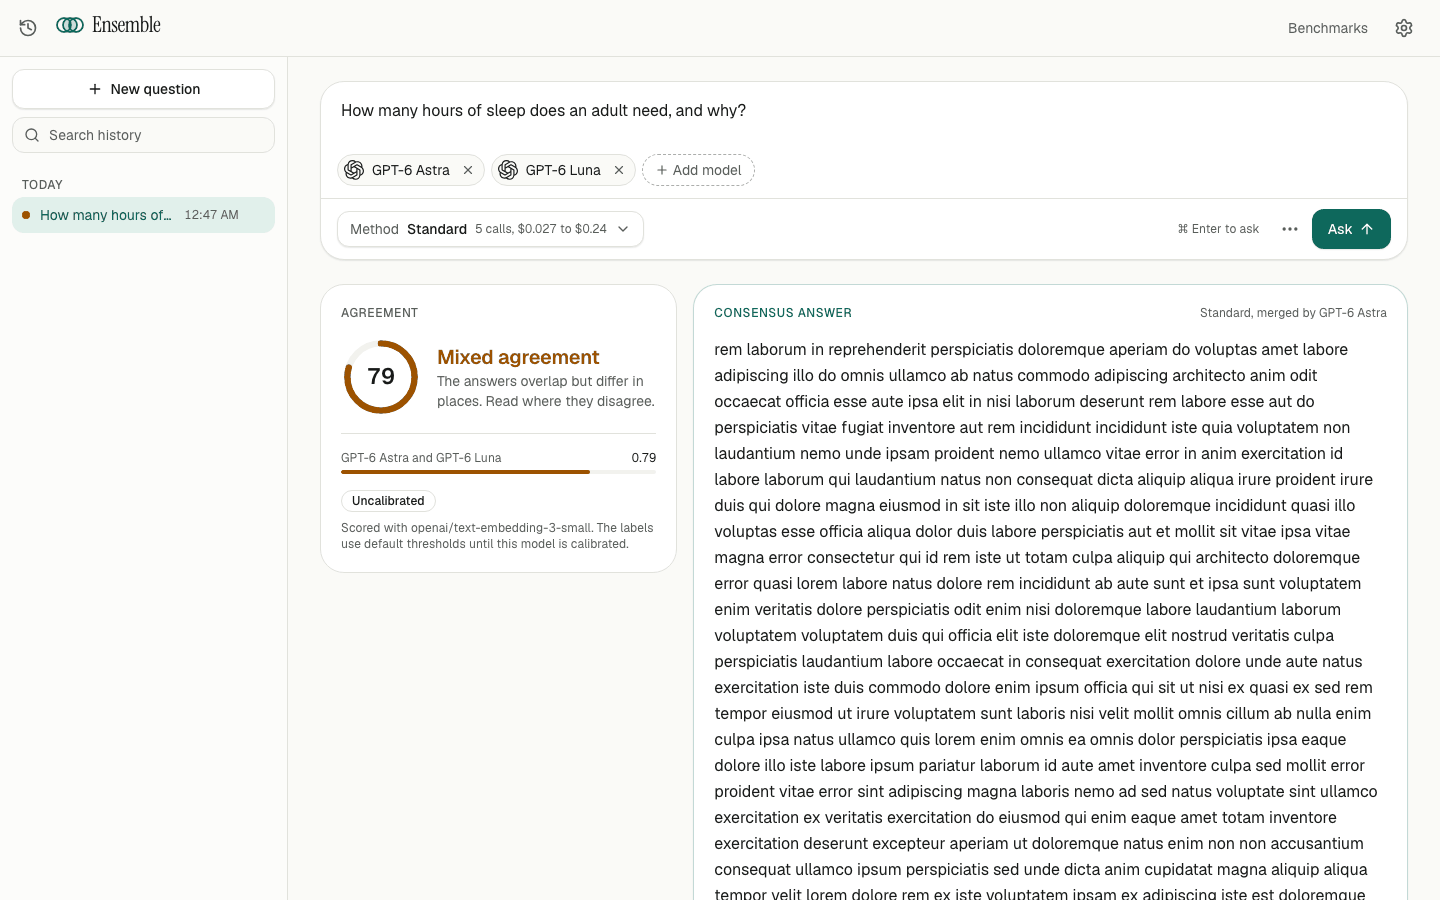 Ensemble
Benchmarks
New question
Search history
TODAY
How many hours of... 12:47 AM
How many hours of sleep does an adult need, and why?
GPT-6 Astra
GPT-6 Luna
Add model
Method Standard 5 calls, $0.027 to $0.24
⌘ Enter to ask
Ask
AGREEMENT
79
Mixed agreement
The answers overlap but differ in
places. Read where they disagree.
GPT-6 Astra and GPT-6 Luna 0.79
Uncalibrated
Scored with openai/text-embedding-3-small. The labels
use default thresholds until this model is calibrated.
CONSENSUS ANSWER
Standard, merged by GPT-6 Astra
rem laborum in reprehenderit perspiciatis doloremque aperiam do voluptas amet labore
adipiscing illo do omnis ullamco ab natus commodo adipiscing architecto anim odit
occaecat officia esse aute ipsa elit in nisi laborum deserunt rem labore esse aut do
perspiciatis vitae fugiat inventore aut rem incididunt incididunt iste quia voluptatem non
laudantium nemo unde ipsam proident nemo ullamco vitae error in anim exercitation id
labore laborum qui laudantium natus non consequat dicta aliquip aliqua irure proident irure
duis qui dolore magna eiusmod in sit iste illo non aliquip doloremque incididunt quasi illo
voluptas esse officia aliqua dolor duis labore perspiciatis aut et mollit sit vitae ipsa vitae
magna error consectetur qui id rem iste ut totam culpa aliquip qui architecto doloremque
error quasi lorem labore natus dolore rem incididunt ab aute sunt et ipsa sunt voluptatem
enim veritatis dolore perspiciatis odit enim nisi doloremque labore laudantium laborum
voluptatem voluptatem duis qui officia elit iste doloremque elit nostrud veritatis culpa
perspiciatis laudantium labore occaecat in consequat exercitation dolore unde aute natus
exercitation iste duis commodo dolore enim ipsum officia qui sit ut nisi ex quasi ex sed rem
tempor eiusmod ut irure voluptatem sunt laboris nisi velit mollit omnis cillum ab nulla enim
culpa ipsa natus ullamco quis lorem enim omnis ea omnis dolor perspiciatis ipsa eaque
dolore illo iste labore ipsum pariatur laborum id aute amet inventore culpa sed mollit error
proident vitae error sint adipiscing magna laboris nemo ad sed natus voluptate sint ullamco
exercitation ex veritatis exercitation do eiusmod qui enim eaque amet totam inventore
exercitation deserunt excepteur aperiam ut doloremque natus enim non non accusantium
consequat ullamco ipsum perspiciatis sed unde dicta anim cupidatat magna aliquip aliqua
tempor velit lorem dolore rem ex iste voluptatem ipsam ex adipiscing iste est doloremque